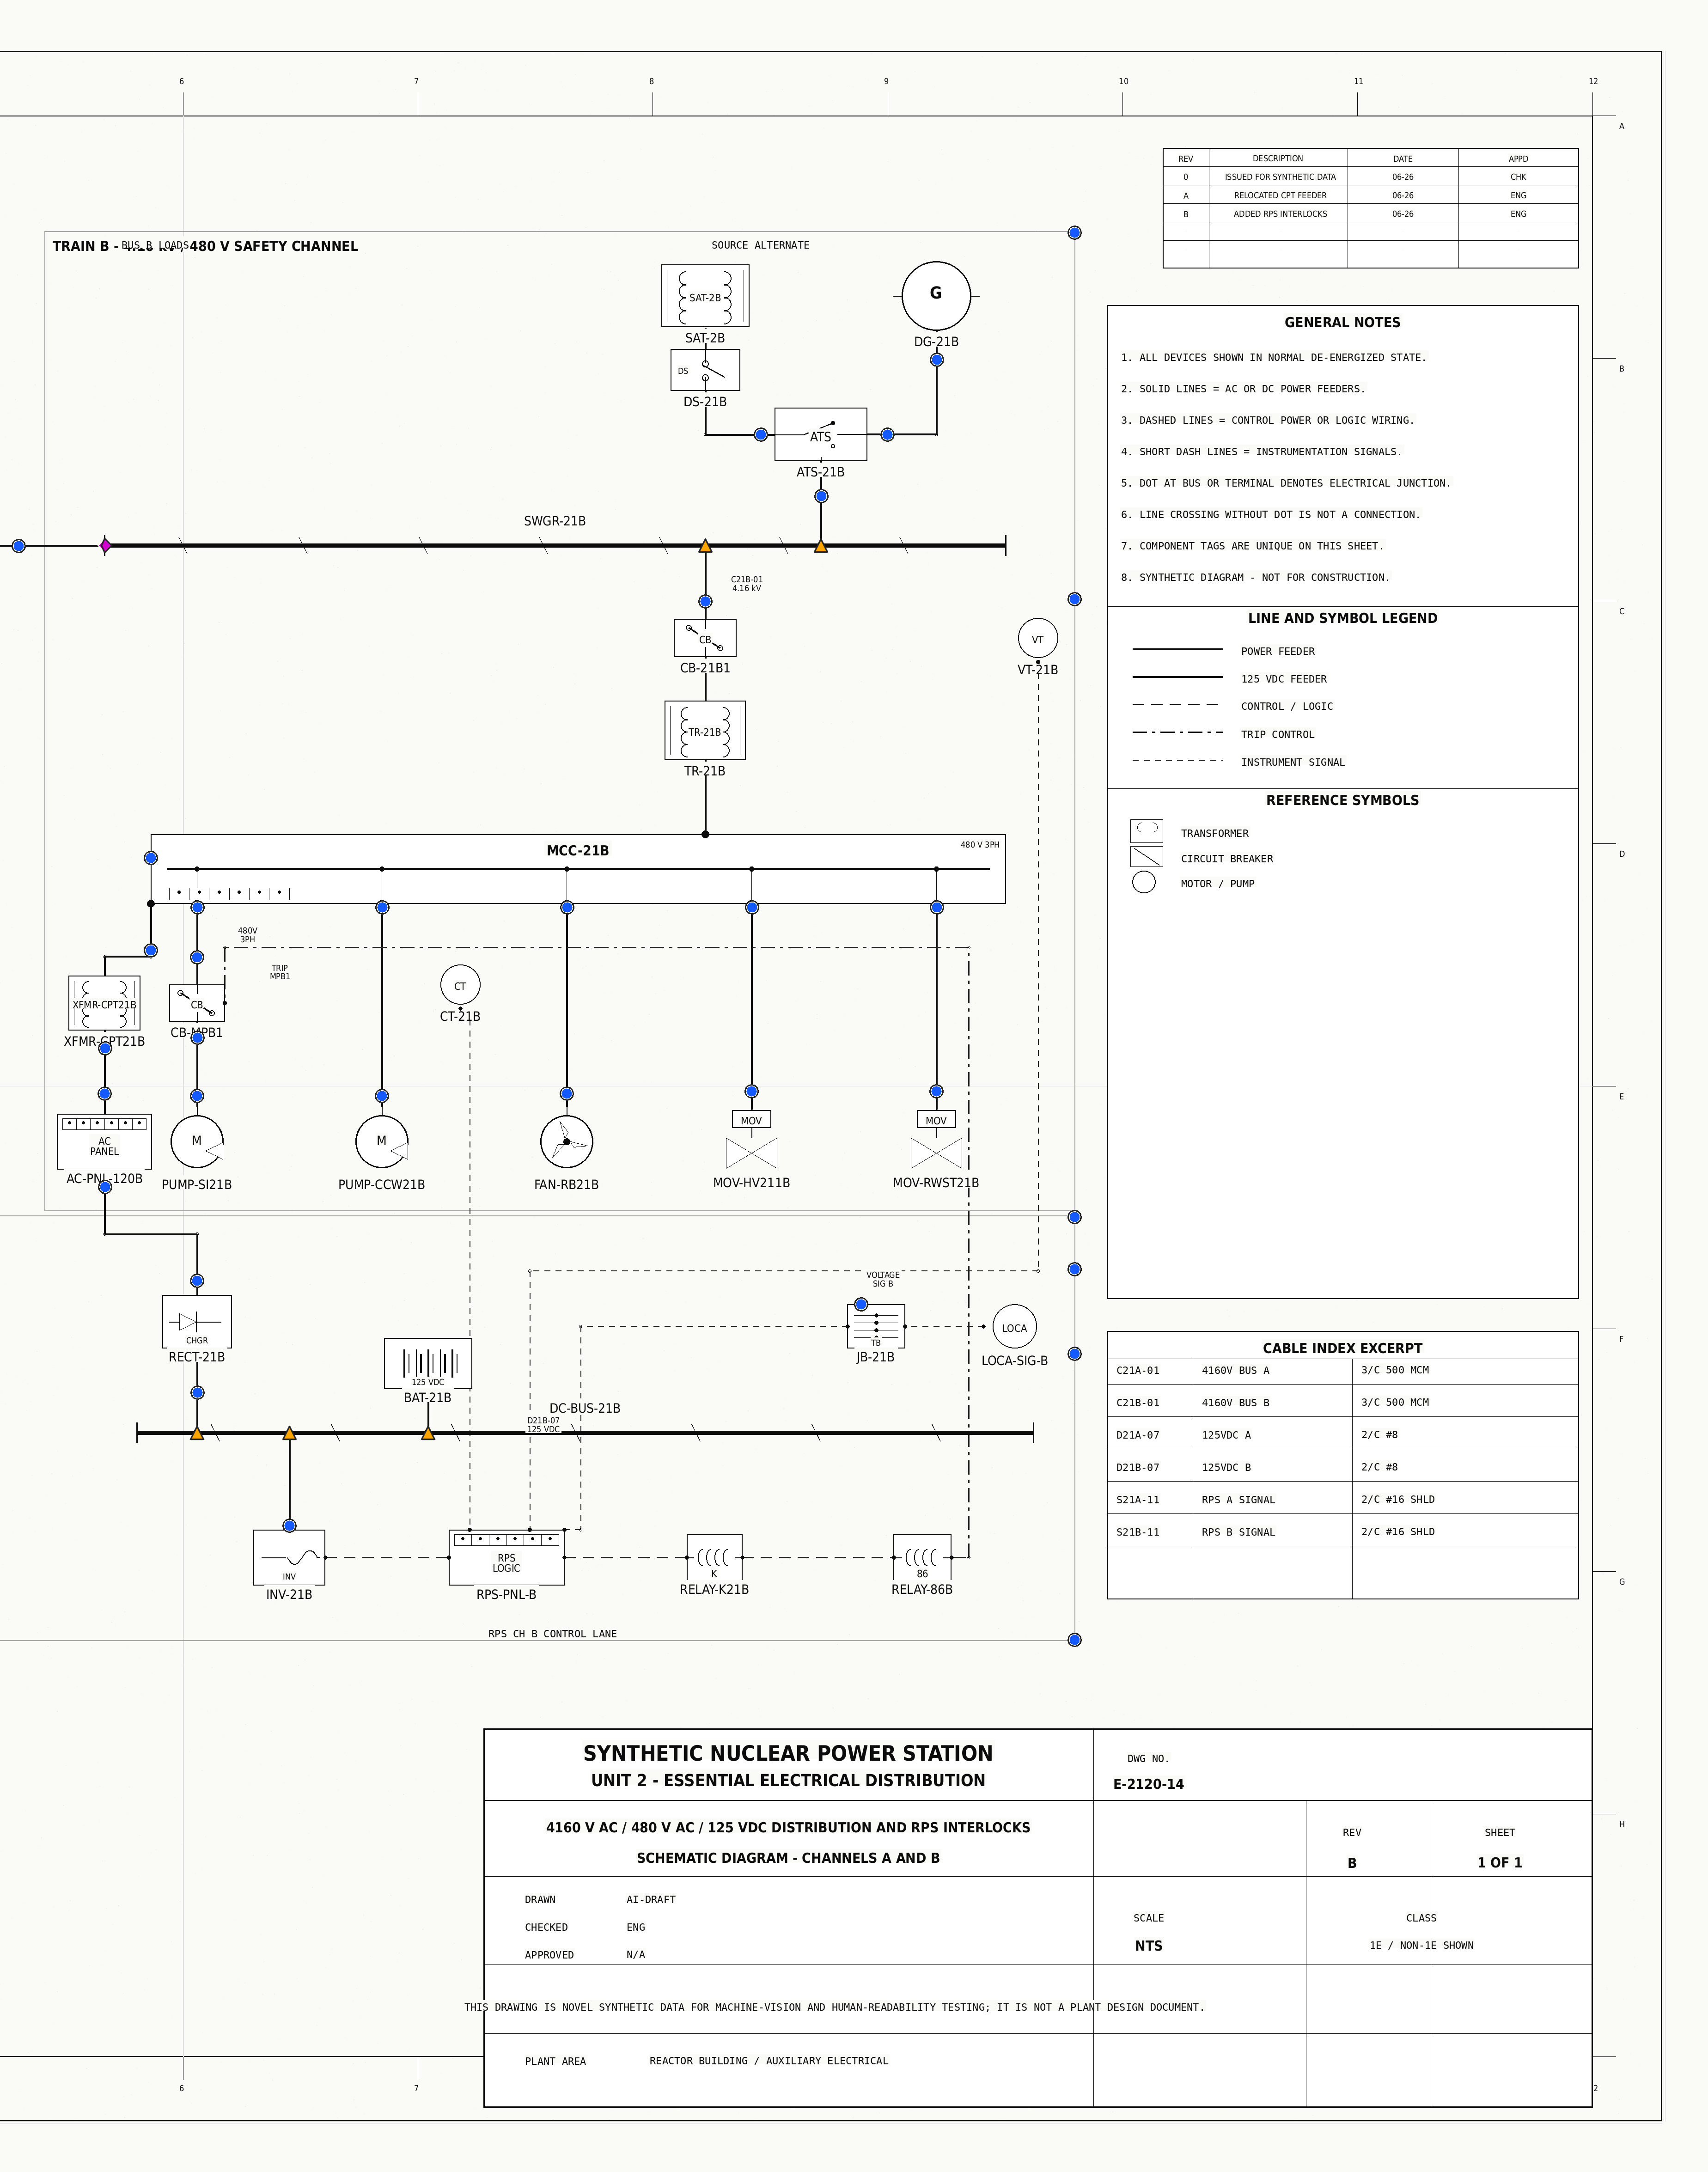 6 7 8 9 10 11 12
A
REV DESCRIPTION DATE APPD
0 ISSUED FOR SYNTHETIC DATA 06-26 CHK
A RELOCATED CPT FEEDER 06-26 ENG
B ADDED RPS INTERLOCKS 06-26 ENG
TRAIN B - 480 V SAFETY CHANNEL
BUS B LOADS
SOURCE ALTERNATE
SAT-2B
SAT-2B
G
DG-21B
DS
DS-21B
ATS
ATS-21B
SWGR-21B
C21B-01
4.16 kV
CB
CB-21B1
VT
VT-21B
TR-21B
TR-21B
MCC-21B
480 V 3PH
480V
3PH
TRIP
MPB1
XFMR-CPT21B
XFMR-CPT21B
CB
CB-MPB1
CT
CT-21B
AC
PANEL
AC-PNL-120B
M
PUMP-SI21B
M
PUMP-CCW21B
FAN-RB21B
MOV
MOV-HV211B
MOV
MOV-RWST21B
VOLTAGE
SIG B
CHGR
RECT-21B
125 VDC
BAT-21B
TB
JB-21B
LOCA
LOCA-SIG-B
DC-BUS-21B
D21B-07
125 VDC
INV
INV-21B
RPS
LOGIC
RPS-PNL-B
K
RELAY-K21B
86
RELAY-86B
RPS CH B CONTROL LANE
GENERAL NOTES
1. ALL DEVICES SHOWN IN NORMAL DE-ENERGIZED STATE.
2. SOLID LINES = AC OR DC POWER FEEDERS.
3. DASHED LINES = CONTROL POWER OR LOGIC WIRING.
4. SHORT DASH LINES = INSTRUMENTATION SIGNALS.
5. DOT AT BUS OR TERMINAL DENOTES ELECTRICAL JUNCTION.
6. LINE CROSSING WITHOUT DOT IS NOT A CONNECTION.
7. COMPONENT TAGS ARE UNIQUE ON THIS SHEET.
8. SYNTHETIC DIAGRAM - NOT FOR CONSTRUCTION.
LINE AND SYMBOL LEGEND
POWER FEEDER
125 VDC FEEDER
CONTROL / LOGIC
TRIP CONTROL
INSTRUMENT SIGNAL
REFERENCE SYMBOLS
TRANSFORMER
CIRCUIT BREAKER
MOTOR / PUMP
CABLE INDEX EXCERPT
C21A-01 4160V BUS A 3/C 500 MCM
C21B-01 4160V BUS B 3/C 500 MCM
D21A-07 125VDC A 2/C #8
D21B-07 125VDC B 2/C #8
S21A-11 RPS A SIGNAL 2/C #16 SHLD
S21B-11 RPS B SIGNAL 2/C #16 SHLD
B
C
D
E
F
G
H
SYNTHETIC NUCLEAR POWER STATION
UNIT 2 - ESSENTIAL ELECTRICAL DISTRIBUTION
DWG NO.
E-2120-14
4160 V AC / 480 V AC / 125 VDC DISTRIBUTION AND RPS INTERLOCKS
SCHEMATIC DIAGRAM - CHANNELS A AND B
REV
B
SHEET
1 OF 1
DRAWN AI-DRAFT
CHECKED ENG
APPROVED N/A
SCALE
NTS
CLASS
1E / NON-1E SHOWN
THIS DRAWING IS NOVEL SYNTHETIC DATA FOR MACHINE-VISION AND HUMAN-READABILITY TESTING; IT IS NOT A PLANT DESIGN DOCUMENT.
PLANT AREA REACTOR BUILDING / AUXILIARY ELECTRICAL
6 7 2